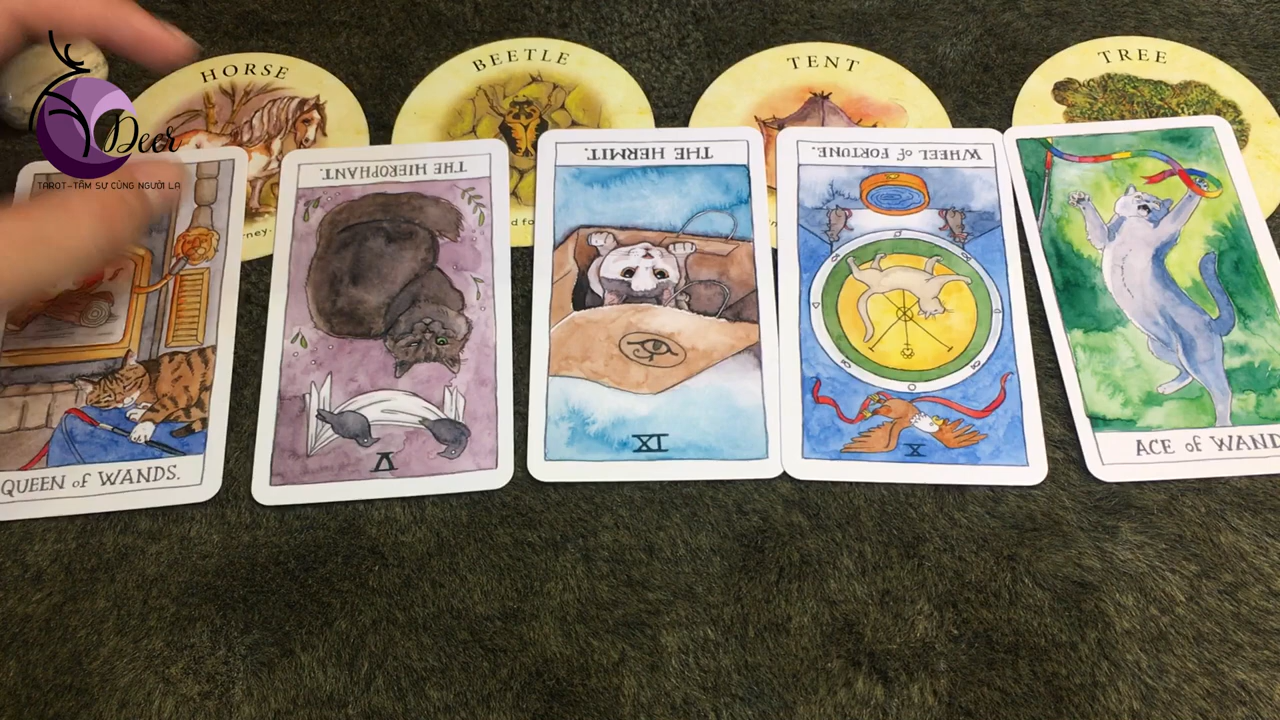 HORSE
BEETLE
TENT
TREE
Deer
TAROT-TÂM SỰ CÙNG NGƯỜI LẠ
THE HIEROPHANT.
THE HERMIT.
WHEEL OF FORTUNE.
V
IX
X
QUEEN of WANDS.
ACE of